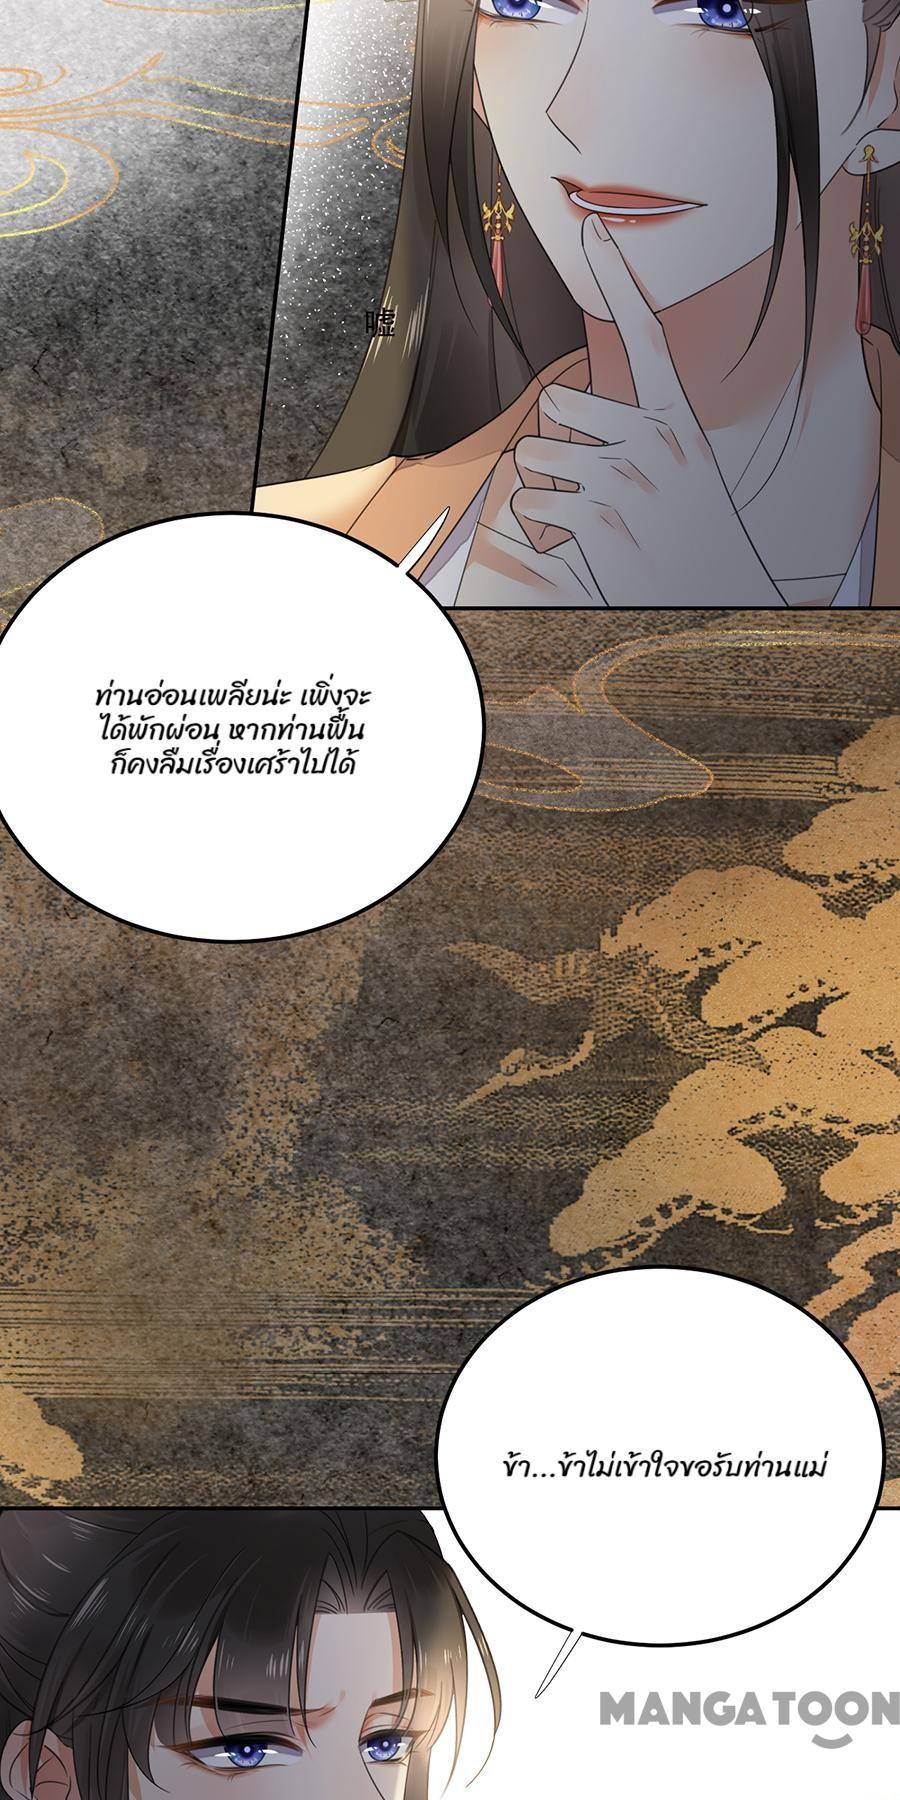 嘘
ท่านอ่อนเพลียน่ะ เพิ่งจะ
ได้พักผ่อน หากท่านฟื้น
ก็คงลืมเรื่องเศร้าไปได้
ข้า...ข้าไม่เข้าใจขอรับท่านแม่
MANGATOON